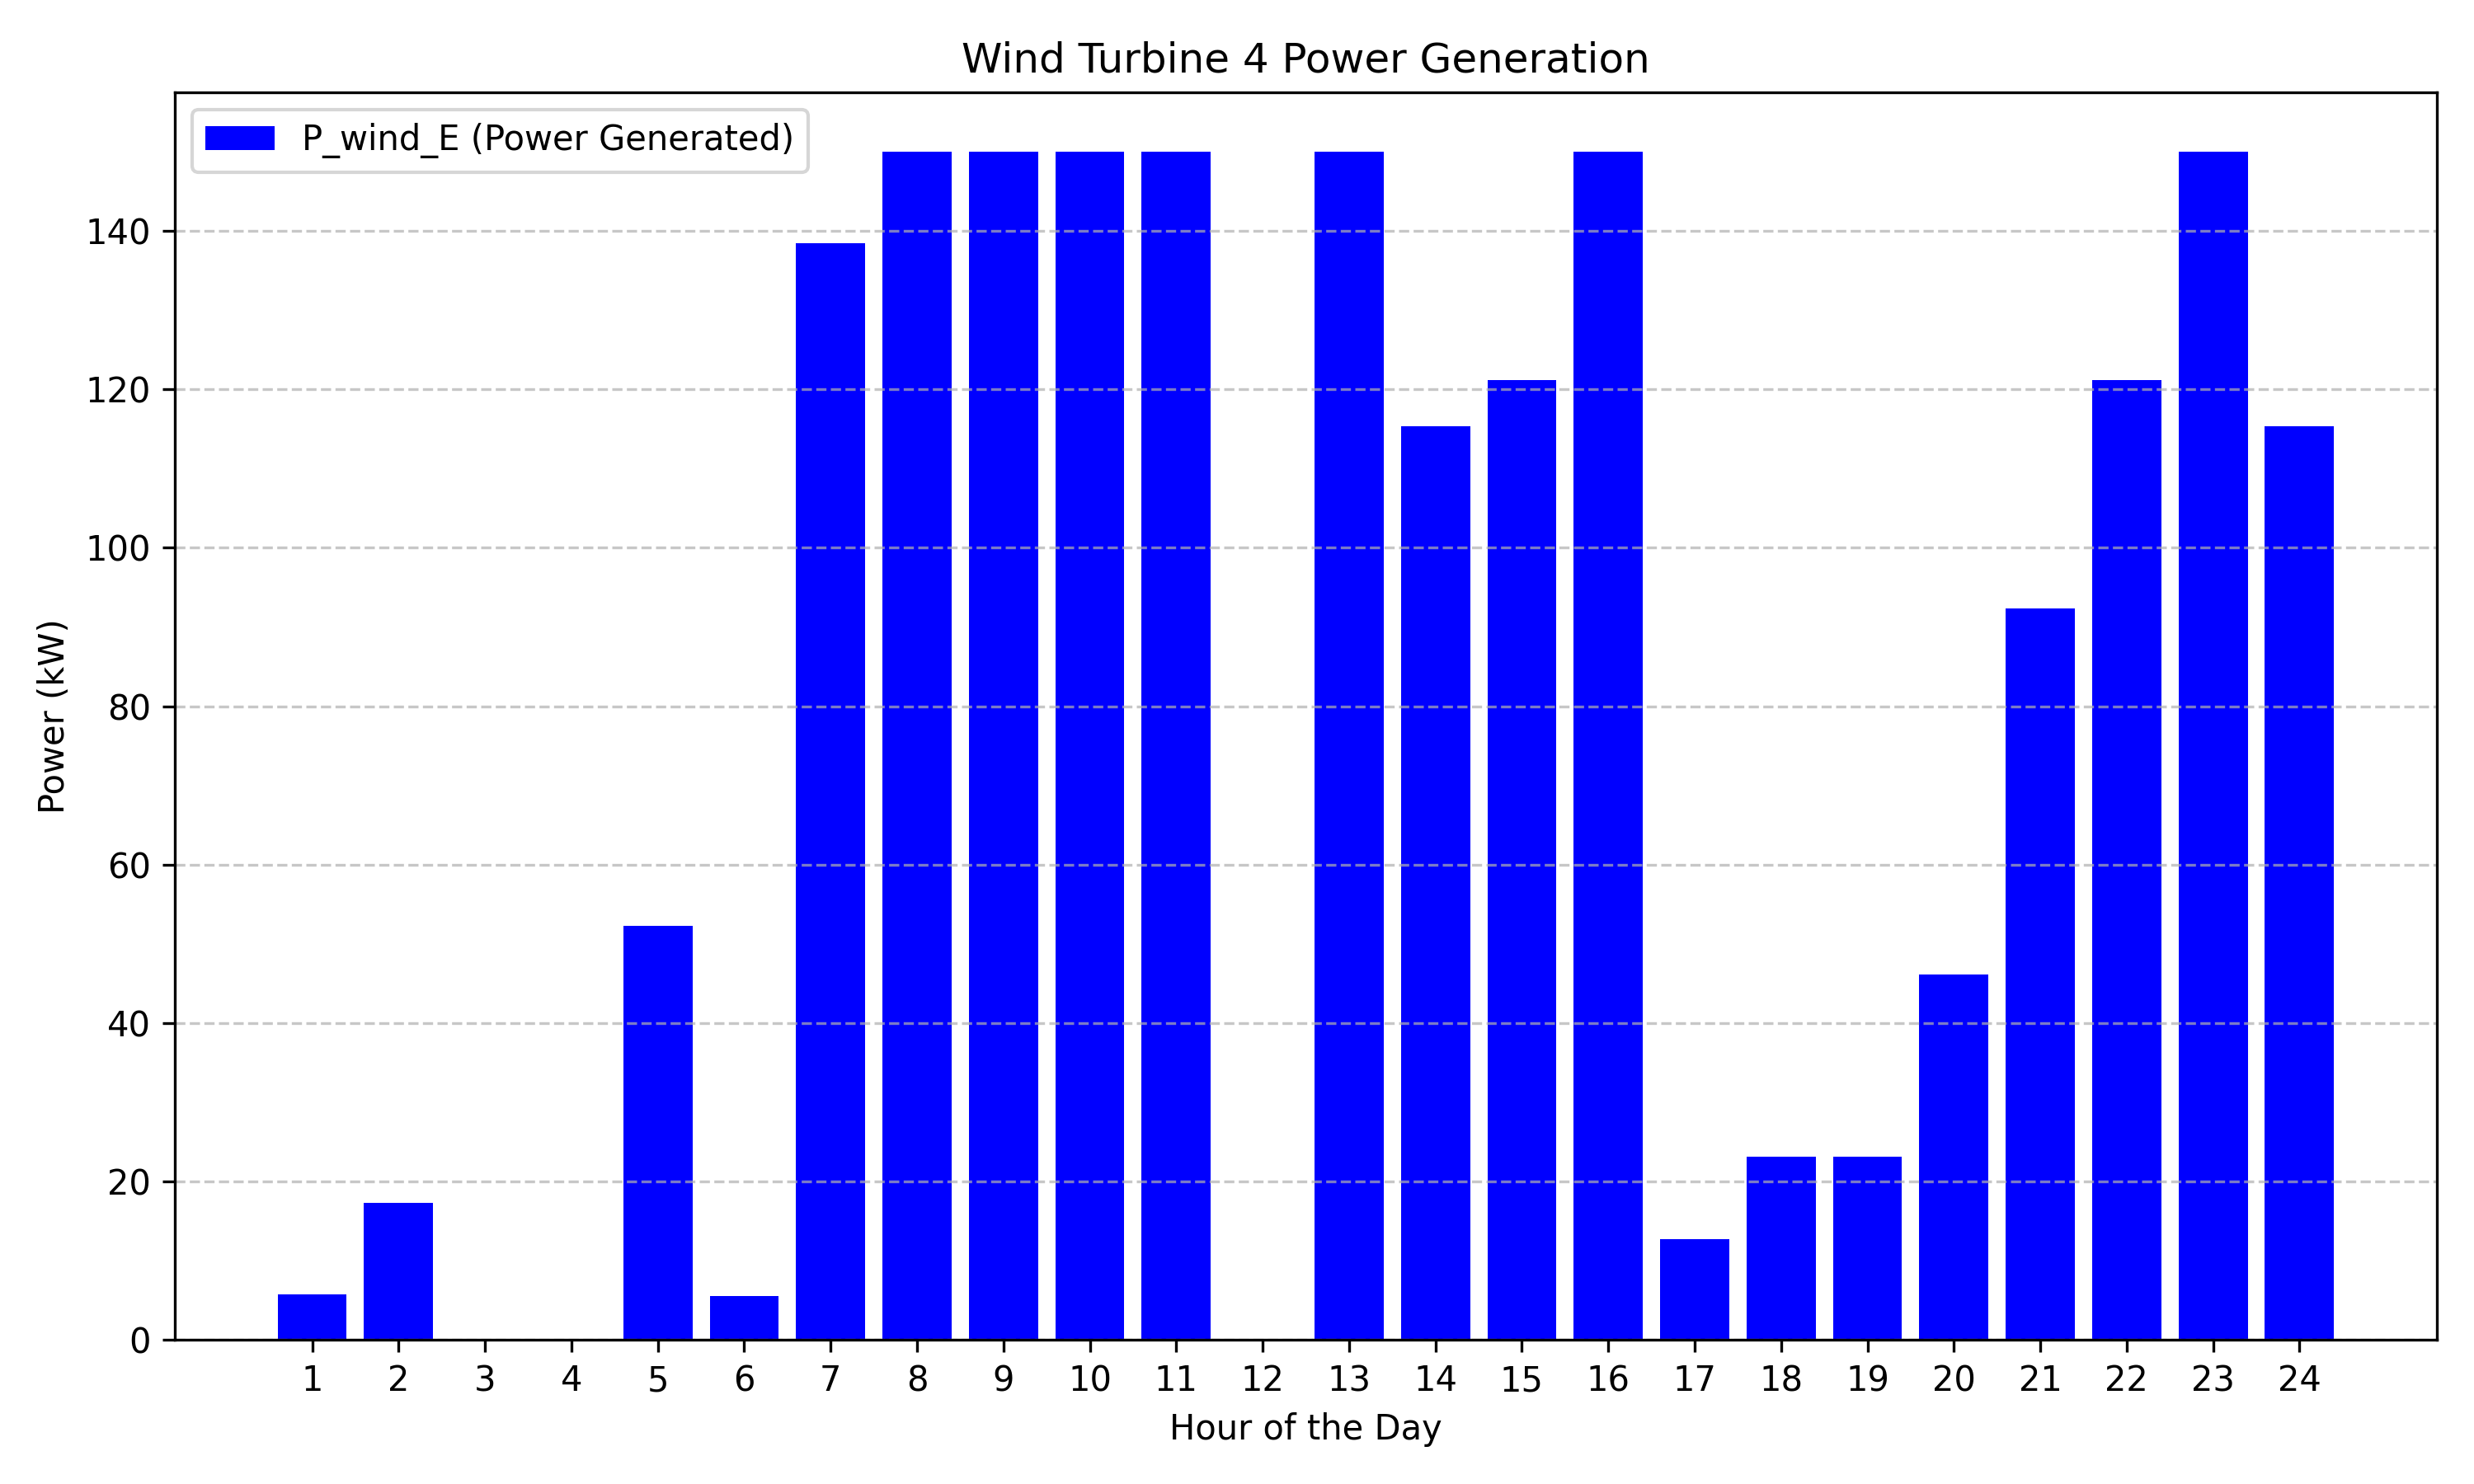 Wind Turbine 4 Power Generation
P_wind_E (Power Generated)
140
120
100
80
60
40
20
0
Power (kW)
1 2 3 4 5 6 7 8 9 10 11 12 13 14 15 16 17 18 19 20 21 22 23 24
Hour of the Day